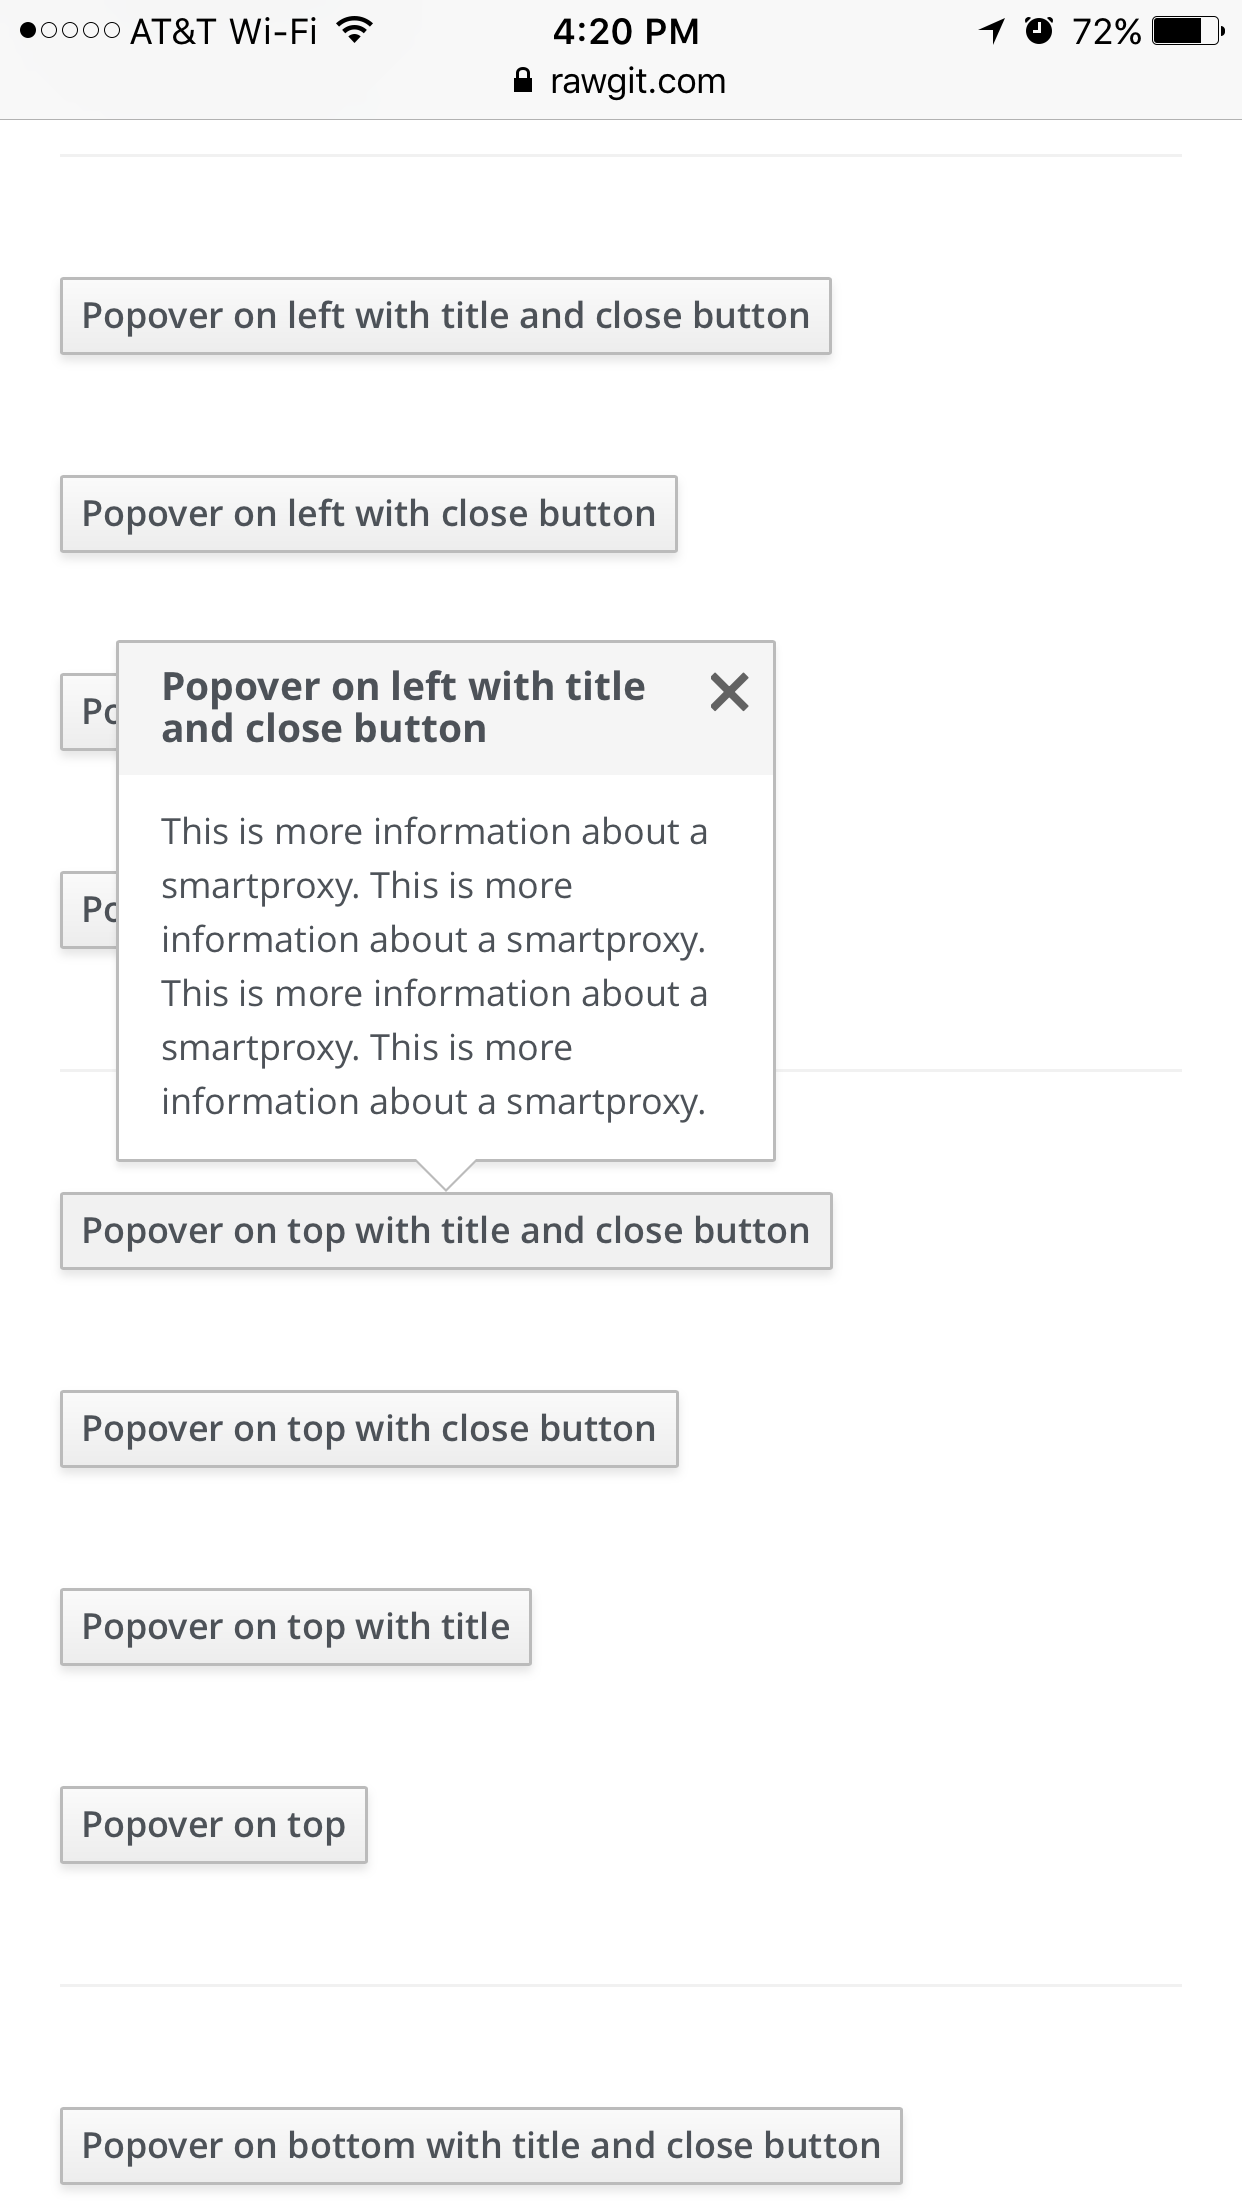 AT&T Wi-Fi 4:20 PM 72%
rawgit.com
Popover on left with title and close button
Popover on left with close button
Po
Popover on left with title
and close button
This is more information about a
smartproxy. This is more
Po
information about a smartproxy.
This is more information about a
smartproxy. This is more
information about a smartproxy.
Popover on top with title and close button
Popover on top with close button
Popover on top with title
Popover on top
Popover on bottom with title and close button